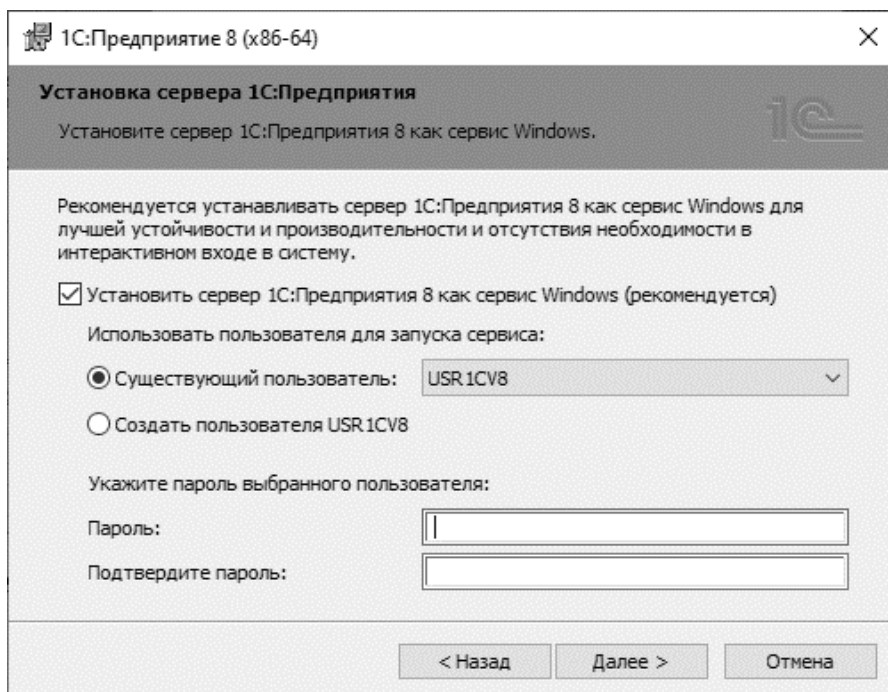 1С:Предприятие 8 (x86-64)
Установка сервера 1С:Предприятия
Установите сервер 1С:Предприятия 8 как сервис Windows.
1С
Рекомендуется устанавливать сервер 1С:Предприятия 8 как сервис Windows для
лучшей устойчивости и производительности и отсутствия необходимости в
интерактивном входе в систему.
Установить сервер 1С:Предприятия 8 как сервис Windows (рекомендуется)
Использовать пользователя для запуска сервиса:
Существующий пользователь: USR1CV8
Создать пользователя USR1CV8
Укажите пароль выбранного пользователя:
Пароль:
Подтвердите пароль:
< Назад Далее > Отмена